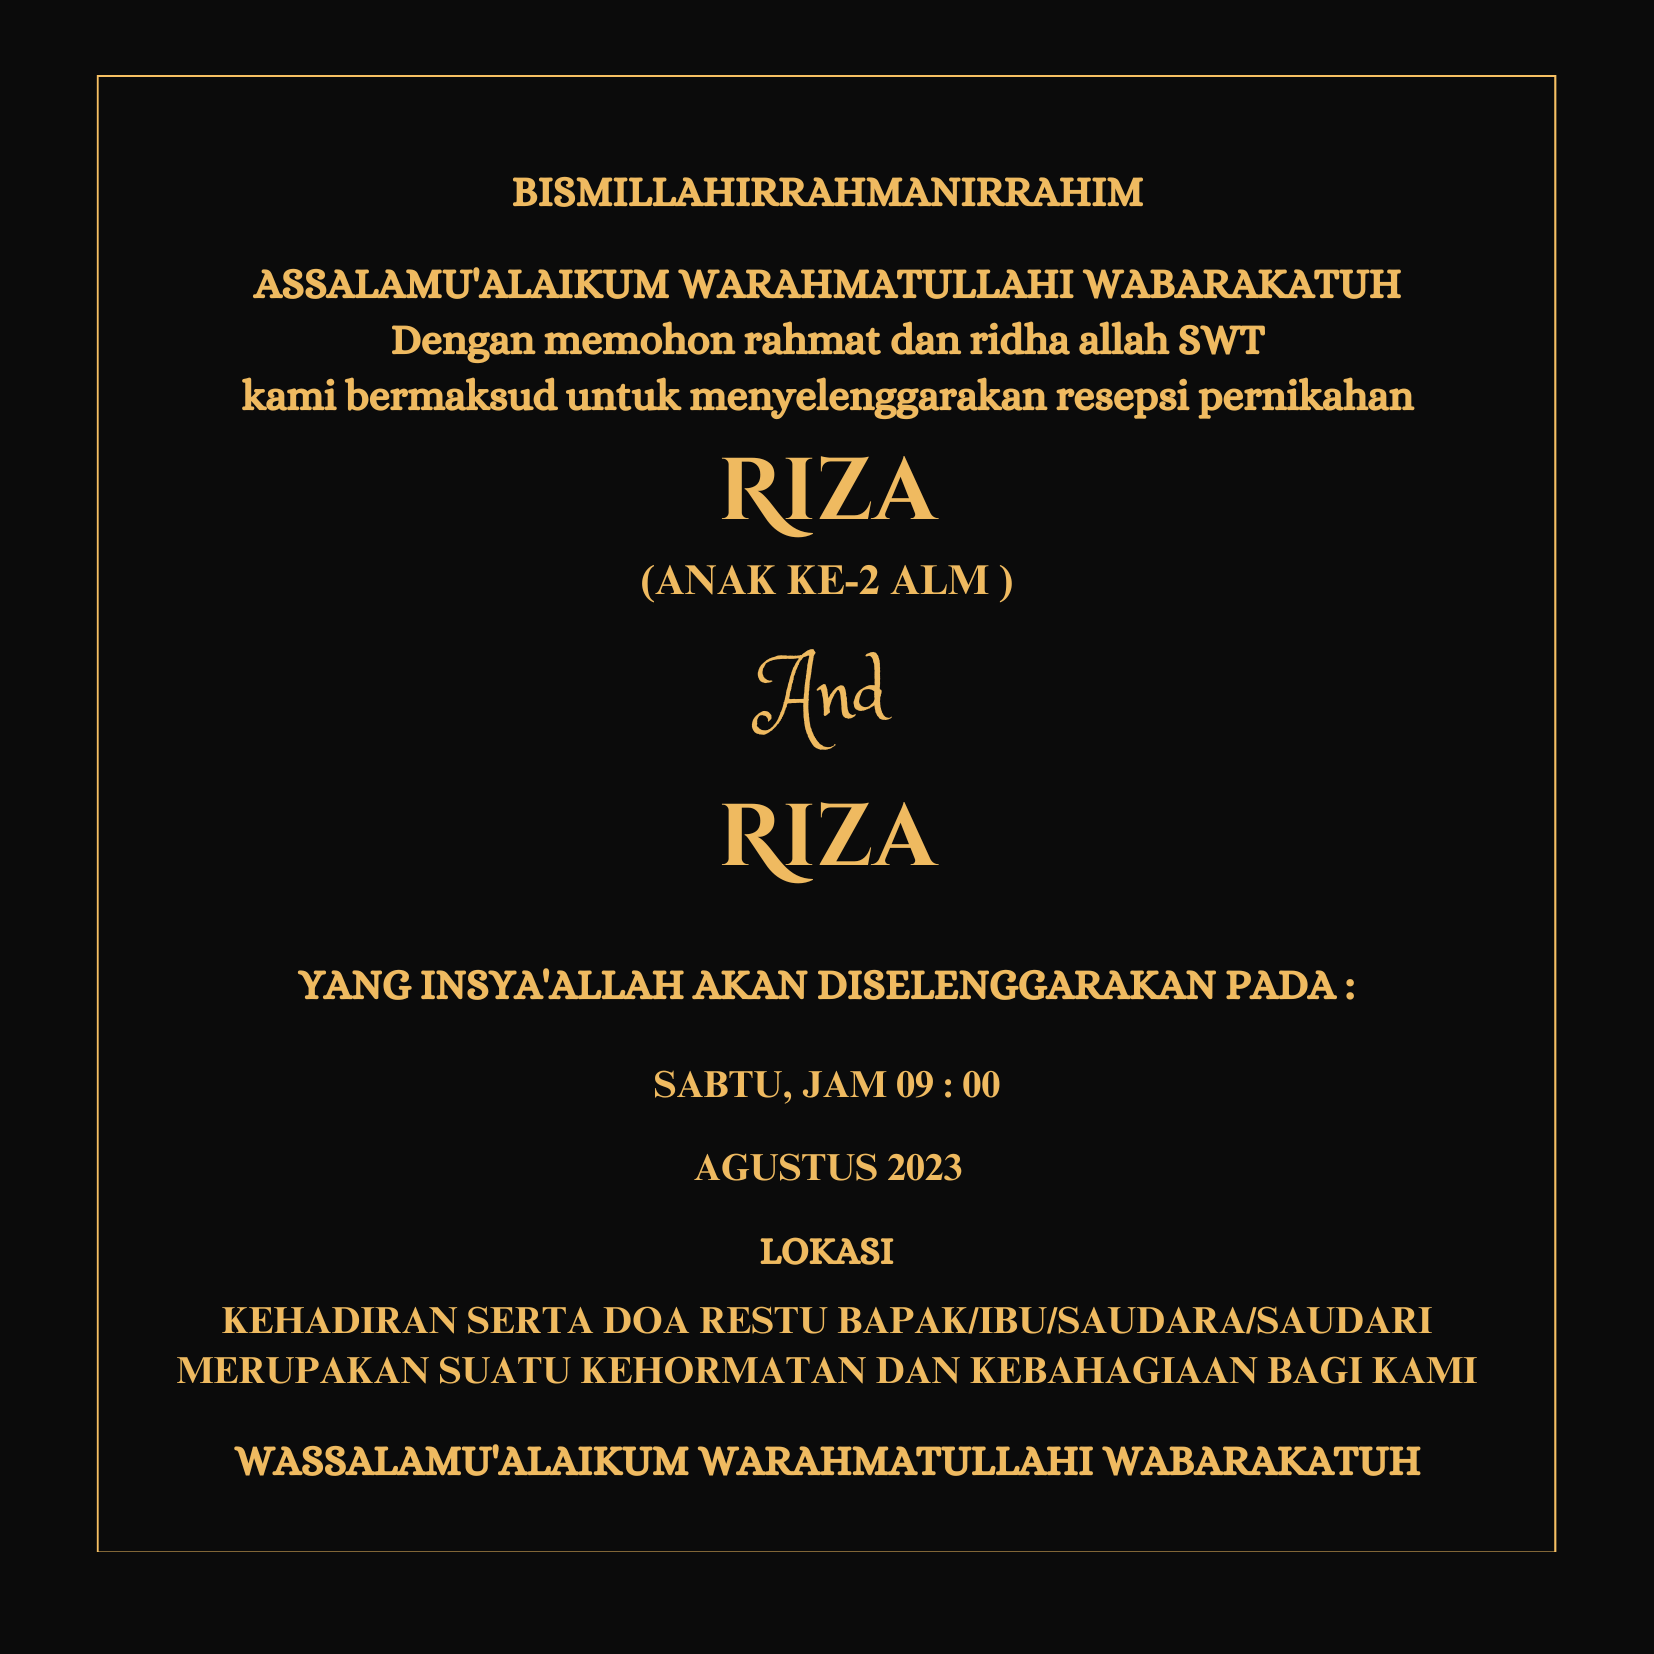 BISMILLAHIRRAHMANIRRAHIM
ASSALAMU'ALAIKUM WARAHMATULLAHI WABARAKATUH
Dengan memohon rahmat dan ridha allah SWT
kami bermaksud untuk menyelenggarakan resepsi pernikahan
RIZA
(ANAK KE-2 ALM )
And
RIZA
YANG INSYA'ALLAH AKAN DISELENGGARAKAN PADA :
SABTU, JAM 09 : 00
AGUSTUS 2023
LOKASI
KEHADIRAN SERTA DOA RESTU BAPAK/IBU/SAUDARA/SAUDARI
MERUPAKAN SUATU KEHORMATAN DAN KEBAHAGIAAN BAGI KAMI
WASSALAMU'ALAIKUM WARAHMATULLAHI WABARAKATUH